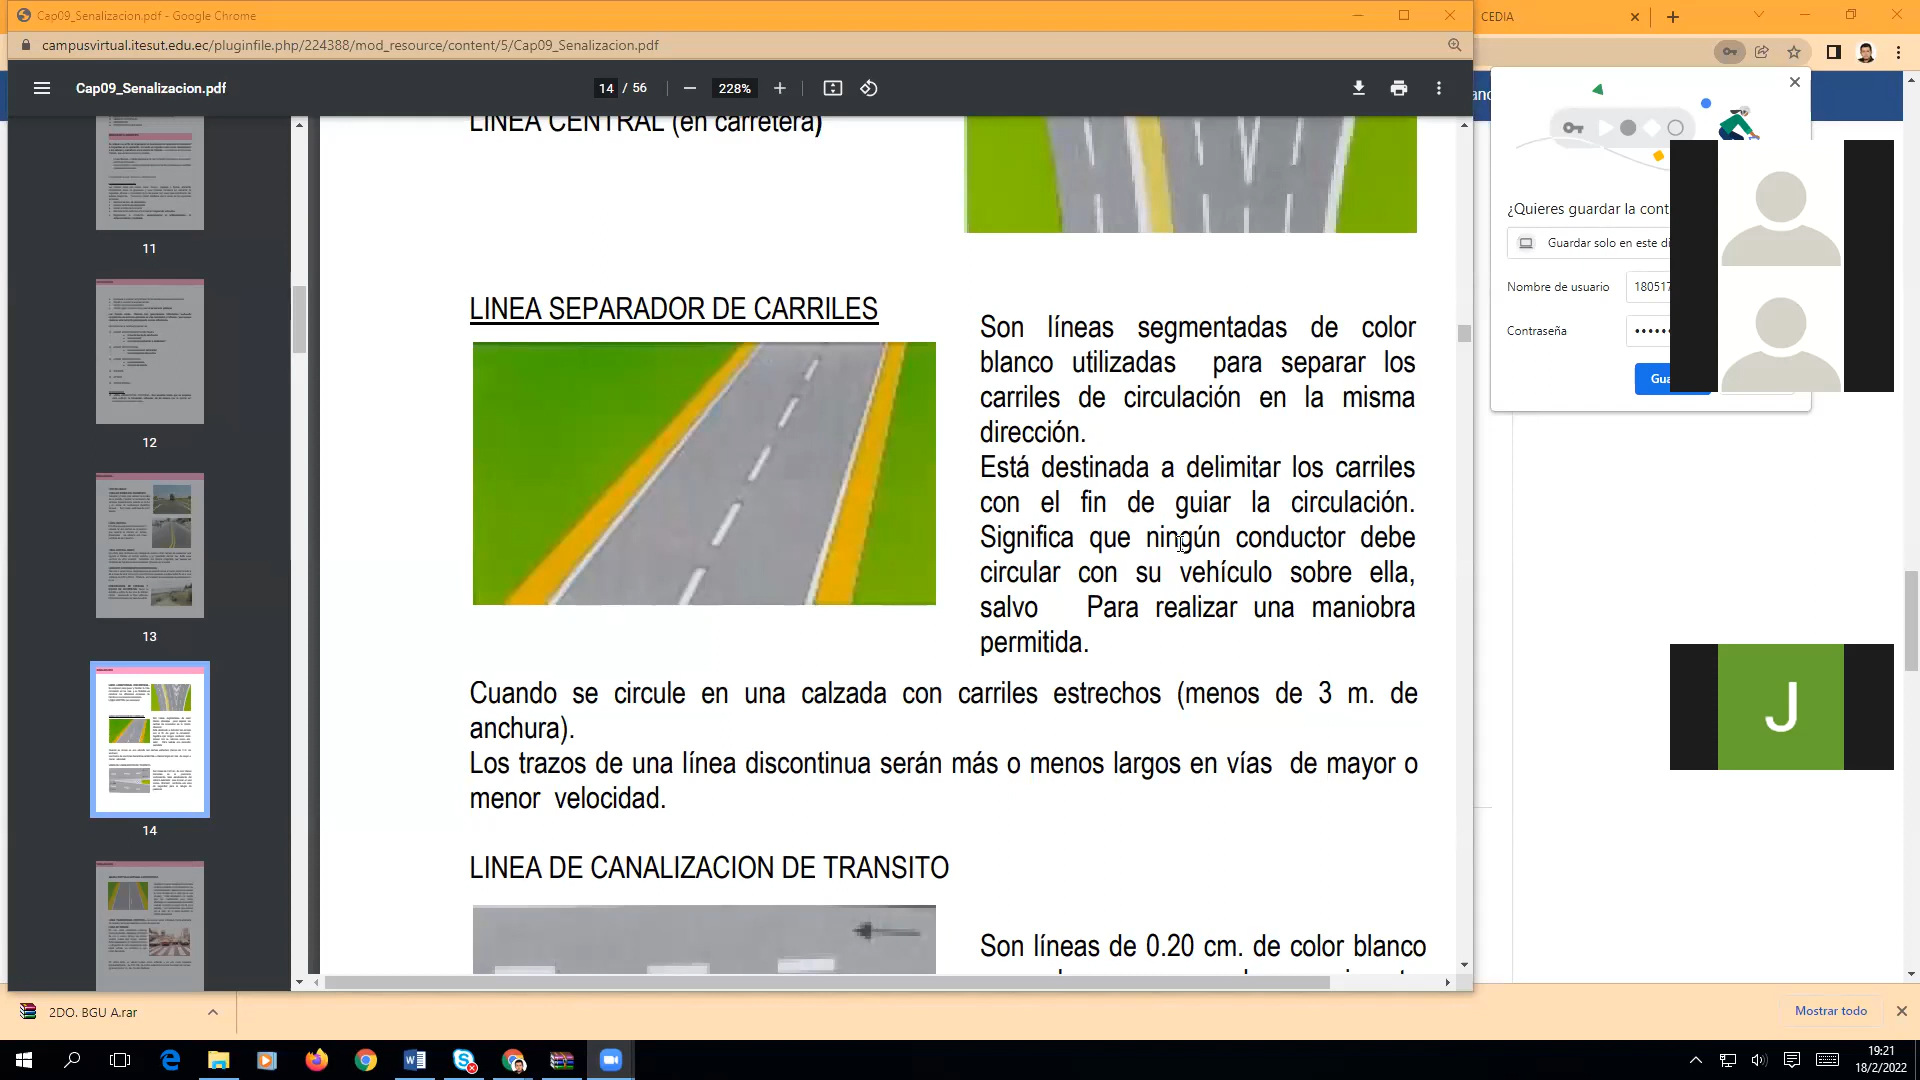 Cap09_Senalizacion.pdf - Google Chrome
CEDIA
campusvirtual.itesut.edu.ec/pluginfile.php/224388/mod_resource/content/5/Cap09_Senalizacion.pdf
Cap09_Senalizacion.pdf
14 / 56
228%
11
12
13
14
LINEA CENTRAL (en carretera)
LINEA SEPARADOR DE CARRILES
Son líneas segmentadas de color
blanco utilizadas para separar los
carriles de circulación en la misma
dirección.
Está destinada a delimitar los carriles
con el fin de guiar la circulación.
Significa que ningún conductor debe
circular con su vehículo sobre ella,
salvo Para realizar una maniobra
permitida.
Cuando se circule en una calzada con carriles estrechos (menos de 3 m. de
anchura).
Los trazos de una línea discontinua serán más o menos largos en vías de mayor o
menor velocidad.
LINEA DE CANALIZACION DE TRANSITO
Son líneas de 0.20 cm. de color blanco
¿Quieres guardar la cont
Guardar solo en este di
Nombre de usuario
180517
Contraseña
••••••
Gua
J
2DO. BGU A.rar
Mostrar todo
19:21
18/2/2022